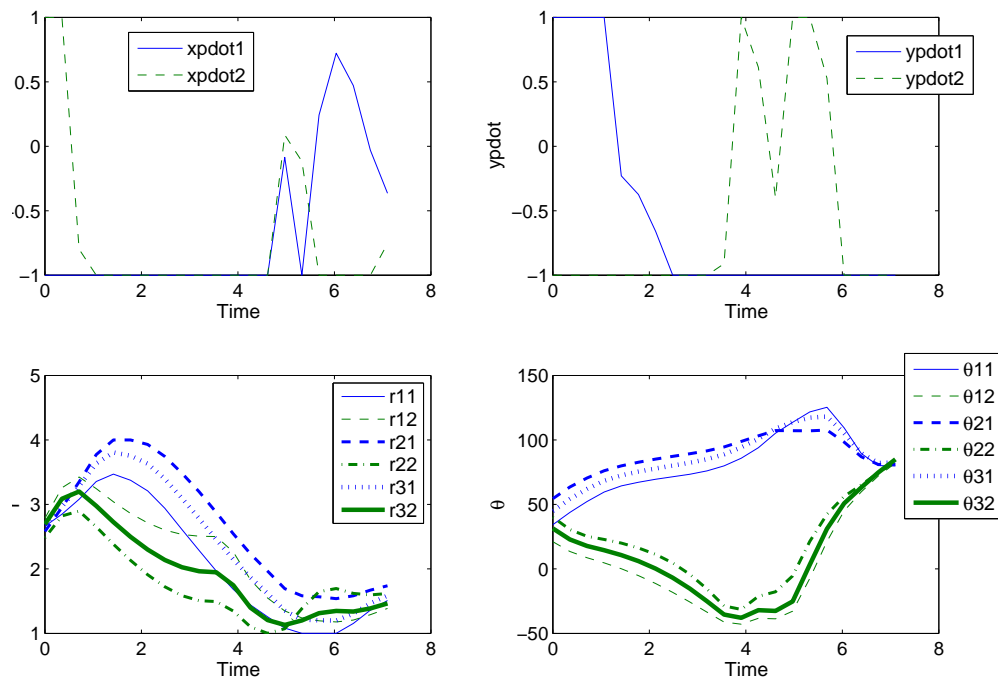 1
0.5
0
-0.5
-1
0 2 4 6 8
Time
xpdot1
xpdot2
1
0.5
0
-0.5
-1
0 2 4 6 8
Time
ypdot
ypdot1
ypdot2
5
4
3
2
1
0 2 4 6 8
Time
r11
r12
r21
r22
r31
r32
150
100
50
0
-50
0 2 4 6 8
Time
θ
θ11
θ12
θ21
θ22
θ31
θ32